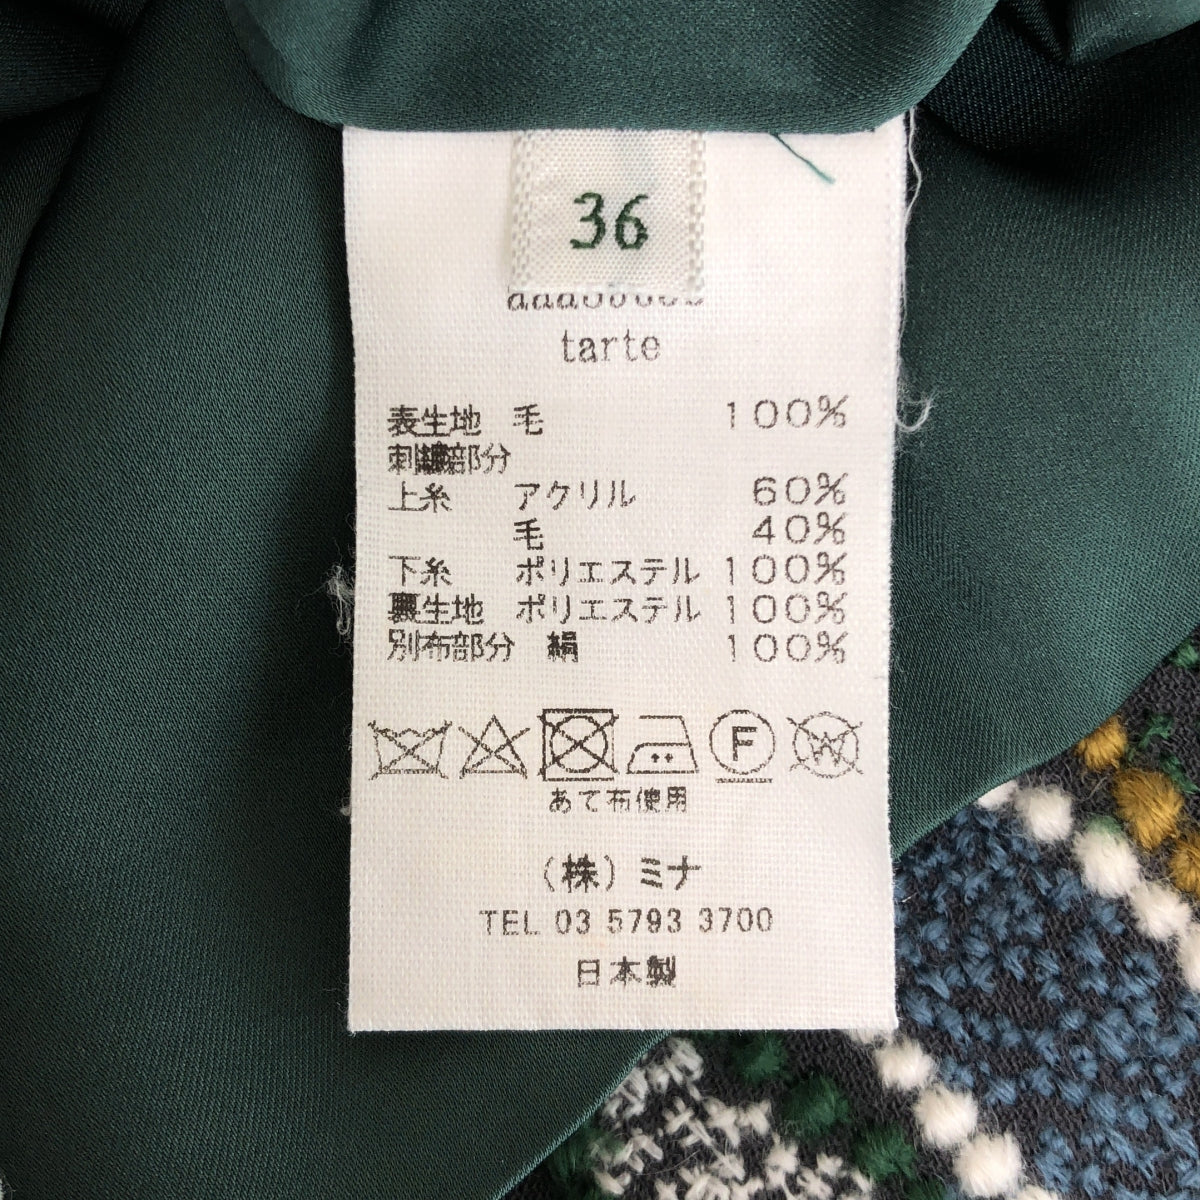 36
tarte
表生地 毛 100%
刺繍部分
上糸 アクリル 60%
毛 40%
下糸 ポリエステル 100%
裏生地 ポリエステル 100%
別布部分 絹 100%
F W
あて布使用
(株) ミナ
TEL 03 5793 3700
日本製